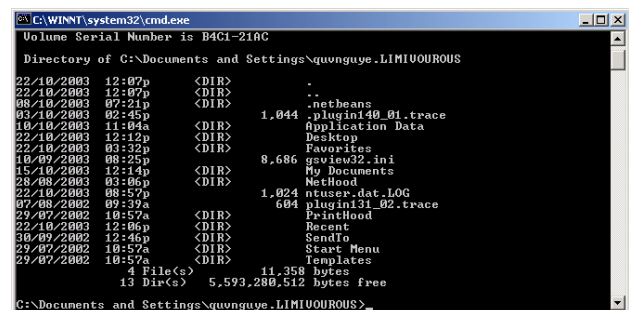 C:\WINNT\system32\cmd.exe
Volume Serial Number is B4C1-21AC
Directory of C:\Documents and Settings\quvnguye.LIMIVOUROUS
22/10/2003 12:07p <DIR> .
22/10/2003 12:07p <DIR> ..
08/10/2003 07:21p <DIR> .netbeans
03/10/2003 02:45p 1,044 .plugin140_01.trace
10/10/2003 11:04a <DIR> Application Data
22/10/2003 12:12p <DIR> Desktop
22/10/2003 03:32p <DIR> Favorites
10/09/2003 08:25p 8,686 gsview32.ini
15/10/2003 12:14p <DIR> My Documents
28/08/2003 03:06p <DIR> NetHood
22/10/2003 08:57p 1,024 ntuser.dat.LOG
07/08/2002 09:39a 604 plugin131_02.trace
29/07/2002 10:57a <DIR> PrintHood
22/10/2003 12:06p <DIR> Recent
30/09/2002 12:46p <DIR> SendTo
29/07/2002 10:57a <DIR> Start Menu
29/07/2002 10:57a <DIR> Templates
4 File(s) 11,358 bytes
13 Dir(s) 5,593,280,512 bytes free
C:\Documents and Settings\quvnguye.LIMIVOUROUS>_